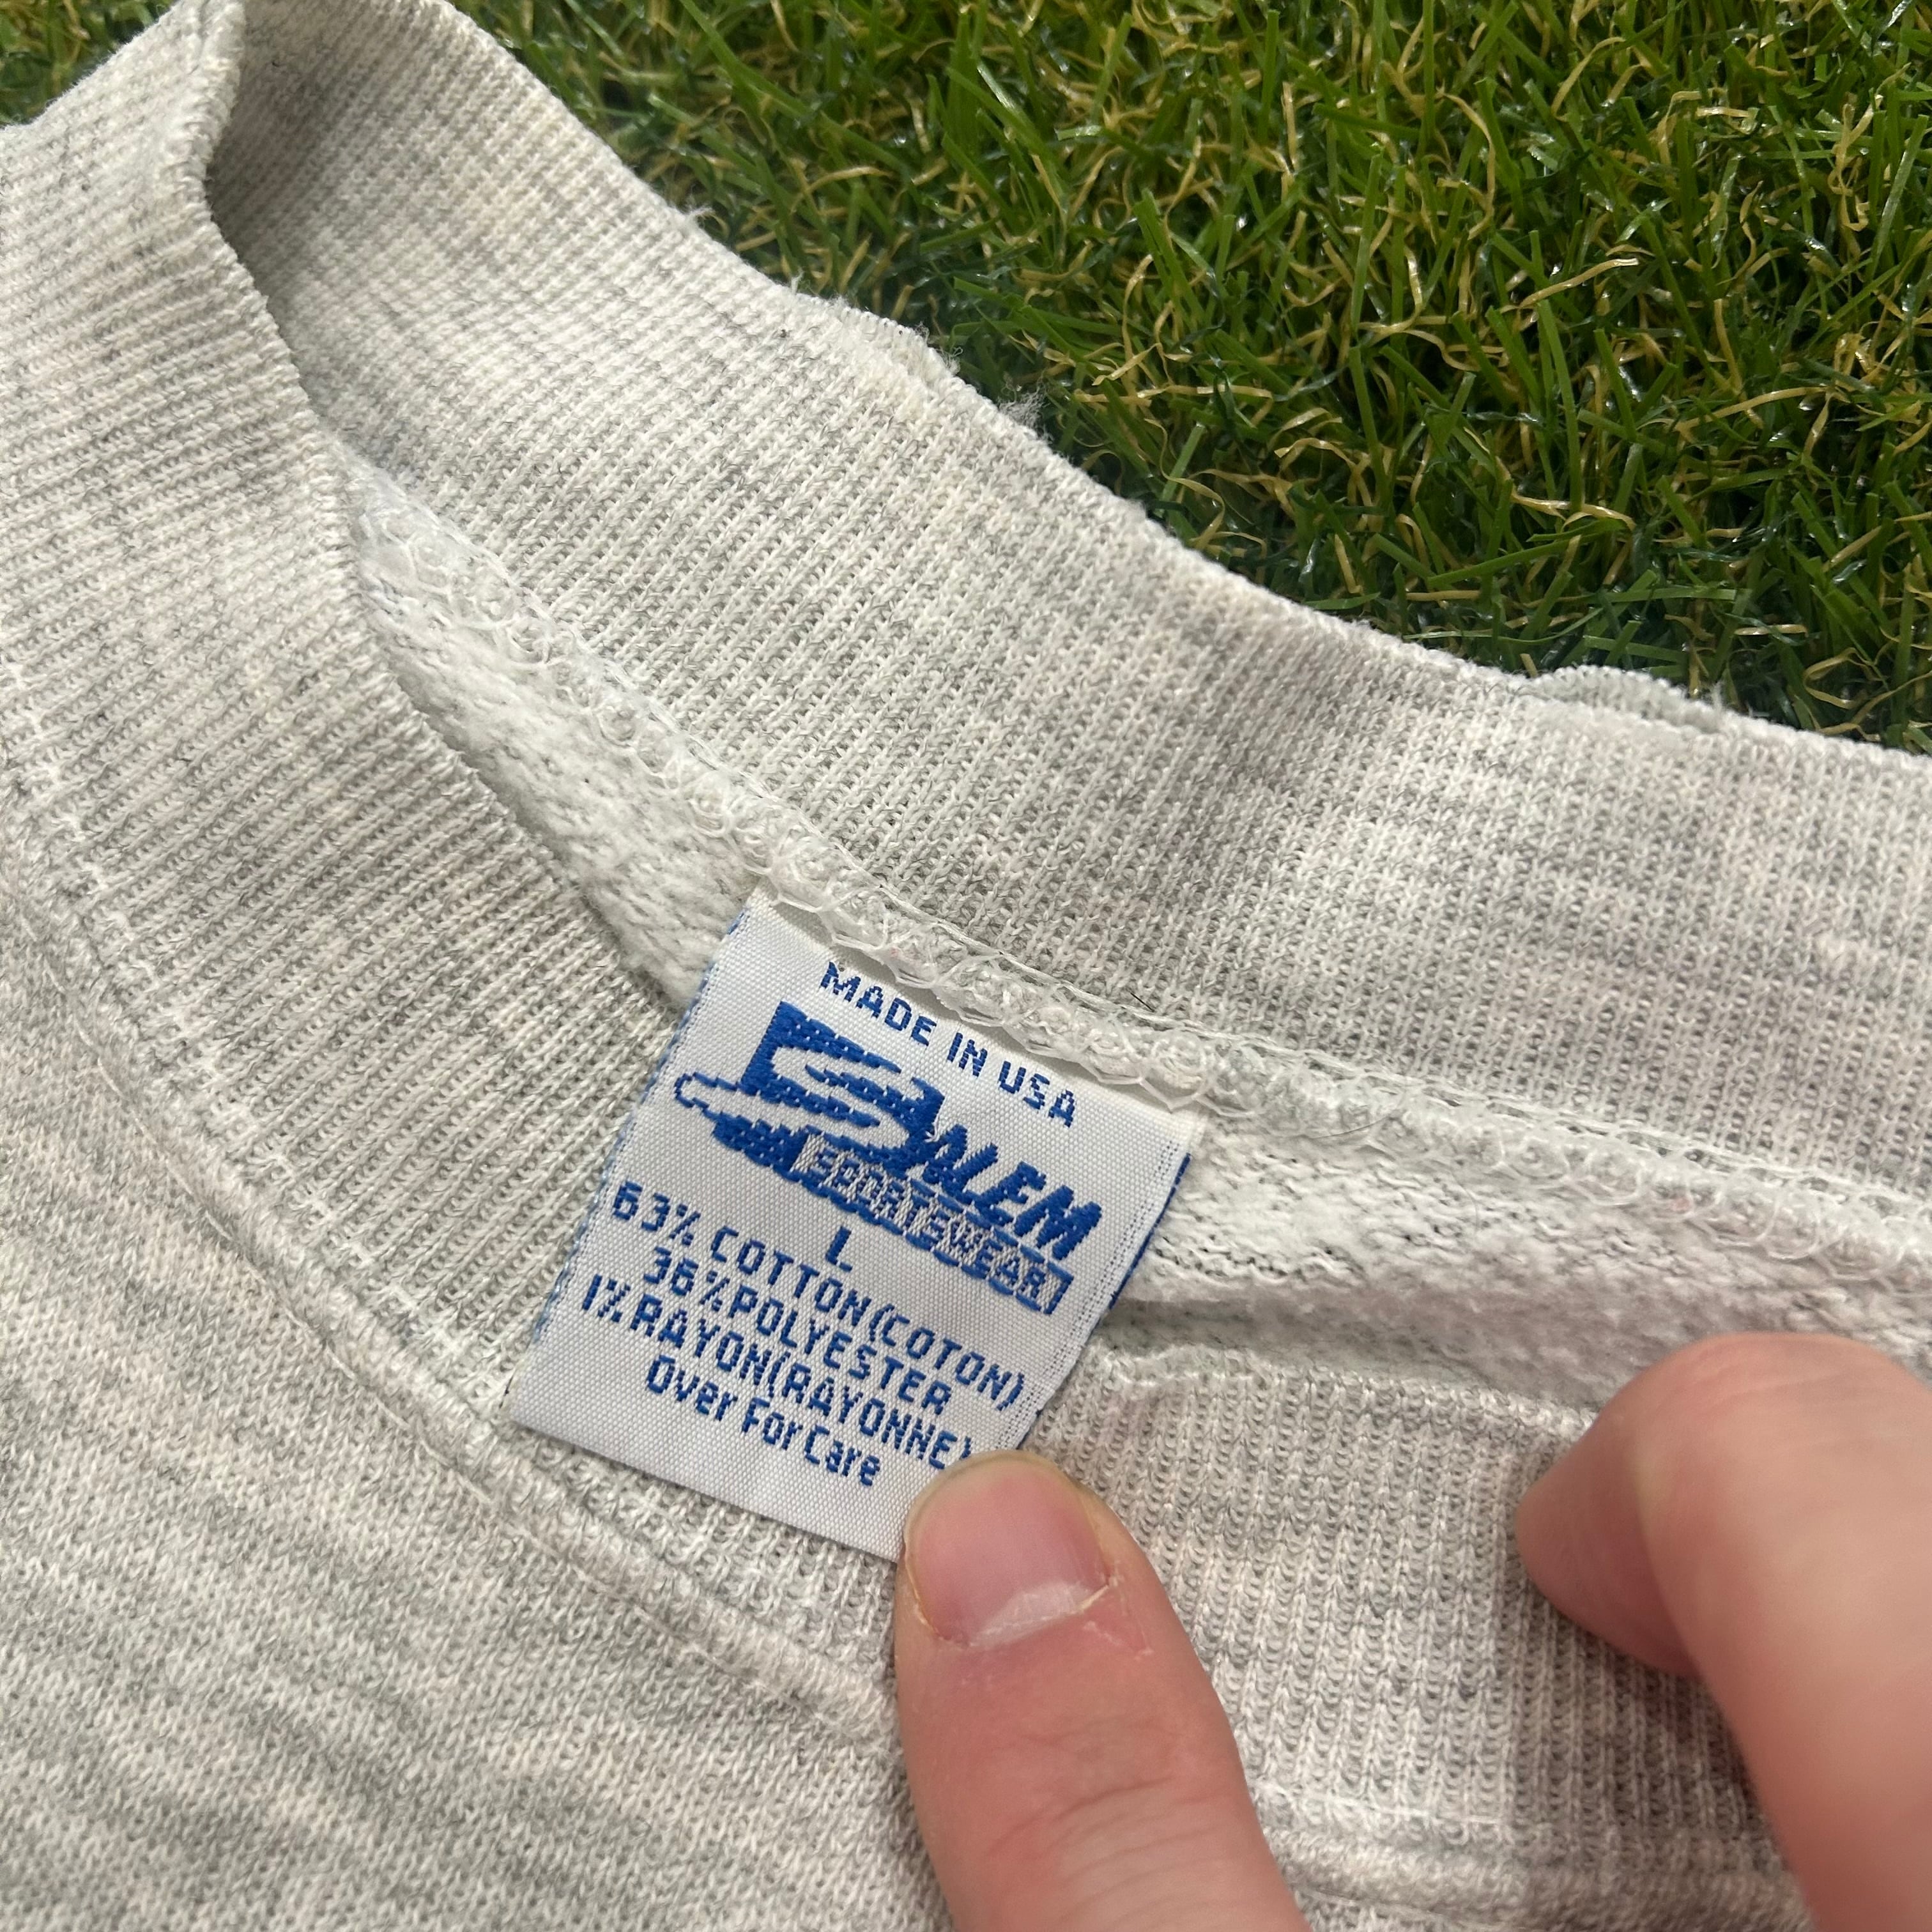 MADE IN USA
SALEM
SPORTSWEAR
L
63% COTTON(COTON)
36%POLYESTER
1%RAYON(RAYONNE)
Over For Care